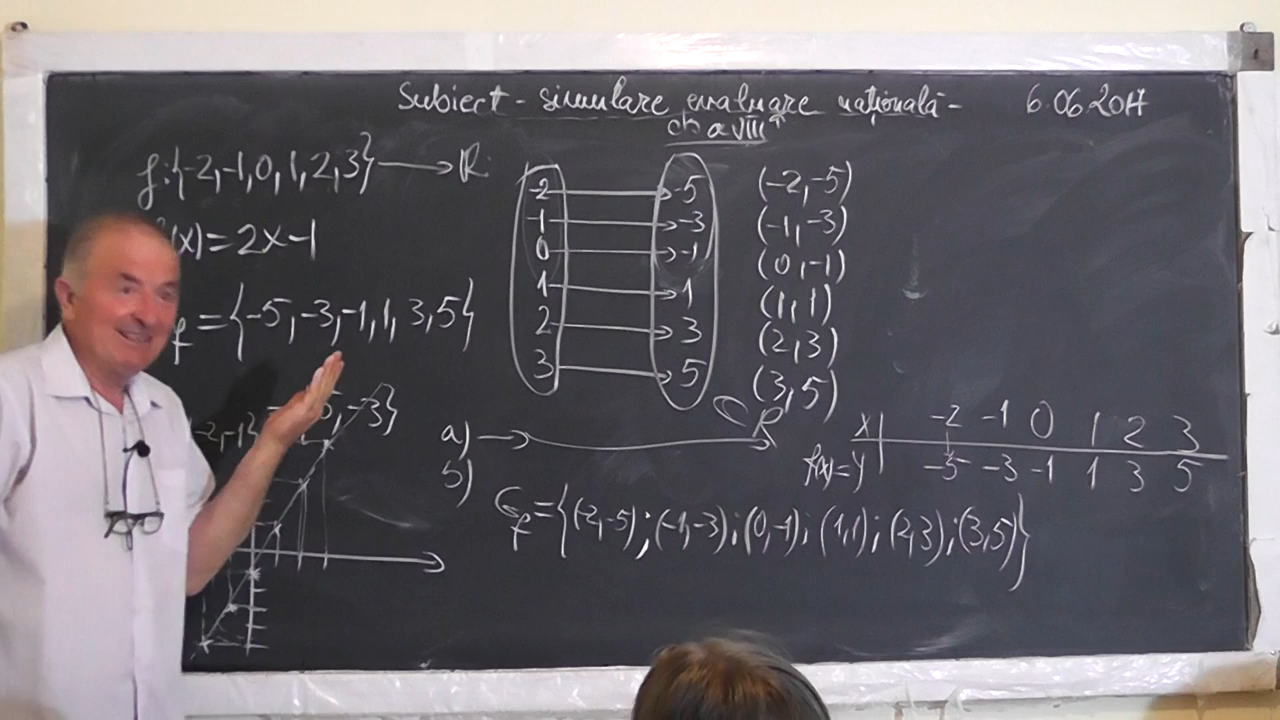 Subiect - simulare evaluare națională -
6.06.2017
cls a VIIIa
f:{-2,-1,0,1,2,3} → R
(x)=2x-1
f={-5,-3,-1,1,3,5}
-2 → -5
-1 → -3
0 → -1
1 → 1
2 → 3
3 → 5
(-2,-5)
(-1,-3)
(0,-1)
(1,1)
(2,3)
(3,5)
-3}
a)
b)
x | -2 -1 0 1 2 3
f(x)=y | -5 -3 -1 1 3 5
Gf={(-2,-5);(-1,-3);(0,-1);(1,1);(2,3);(3,5)}